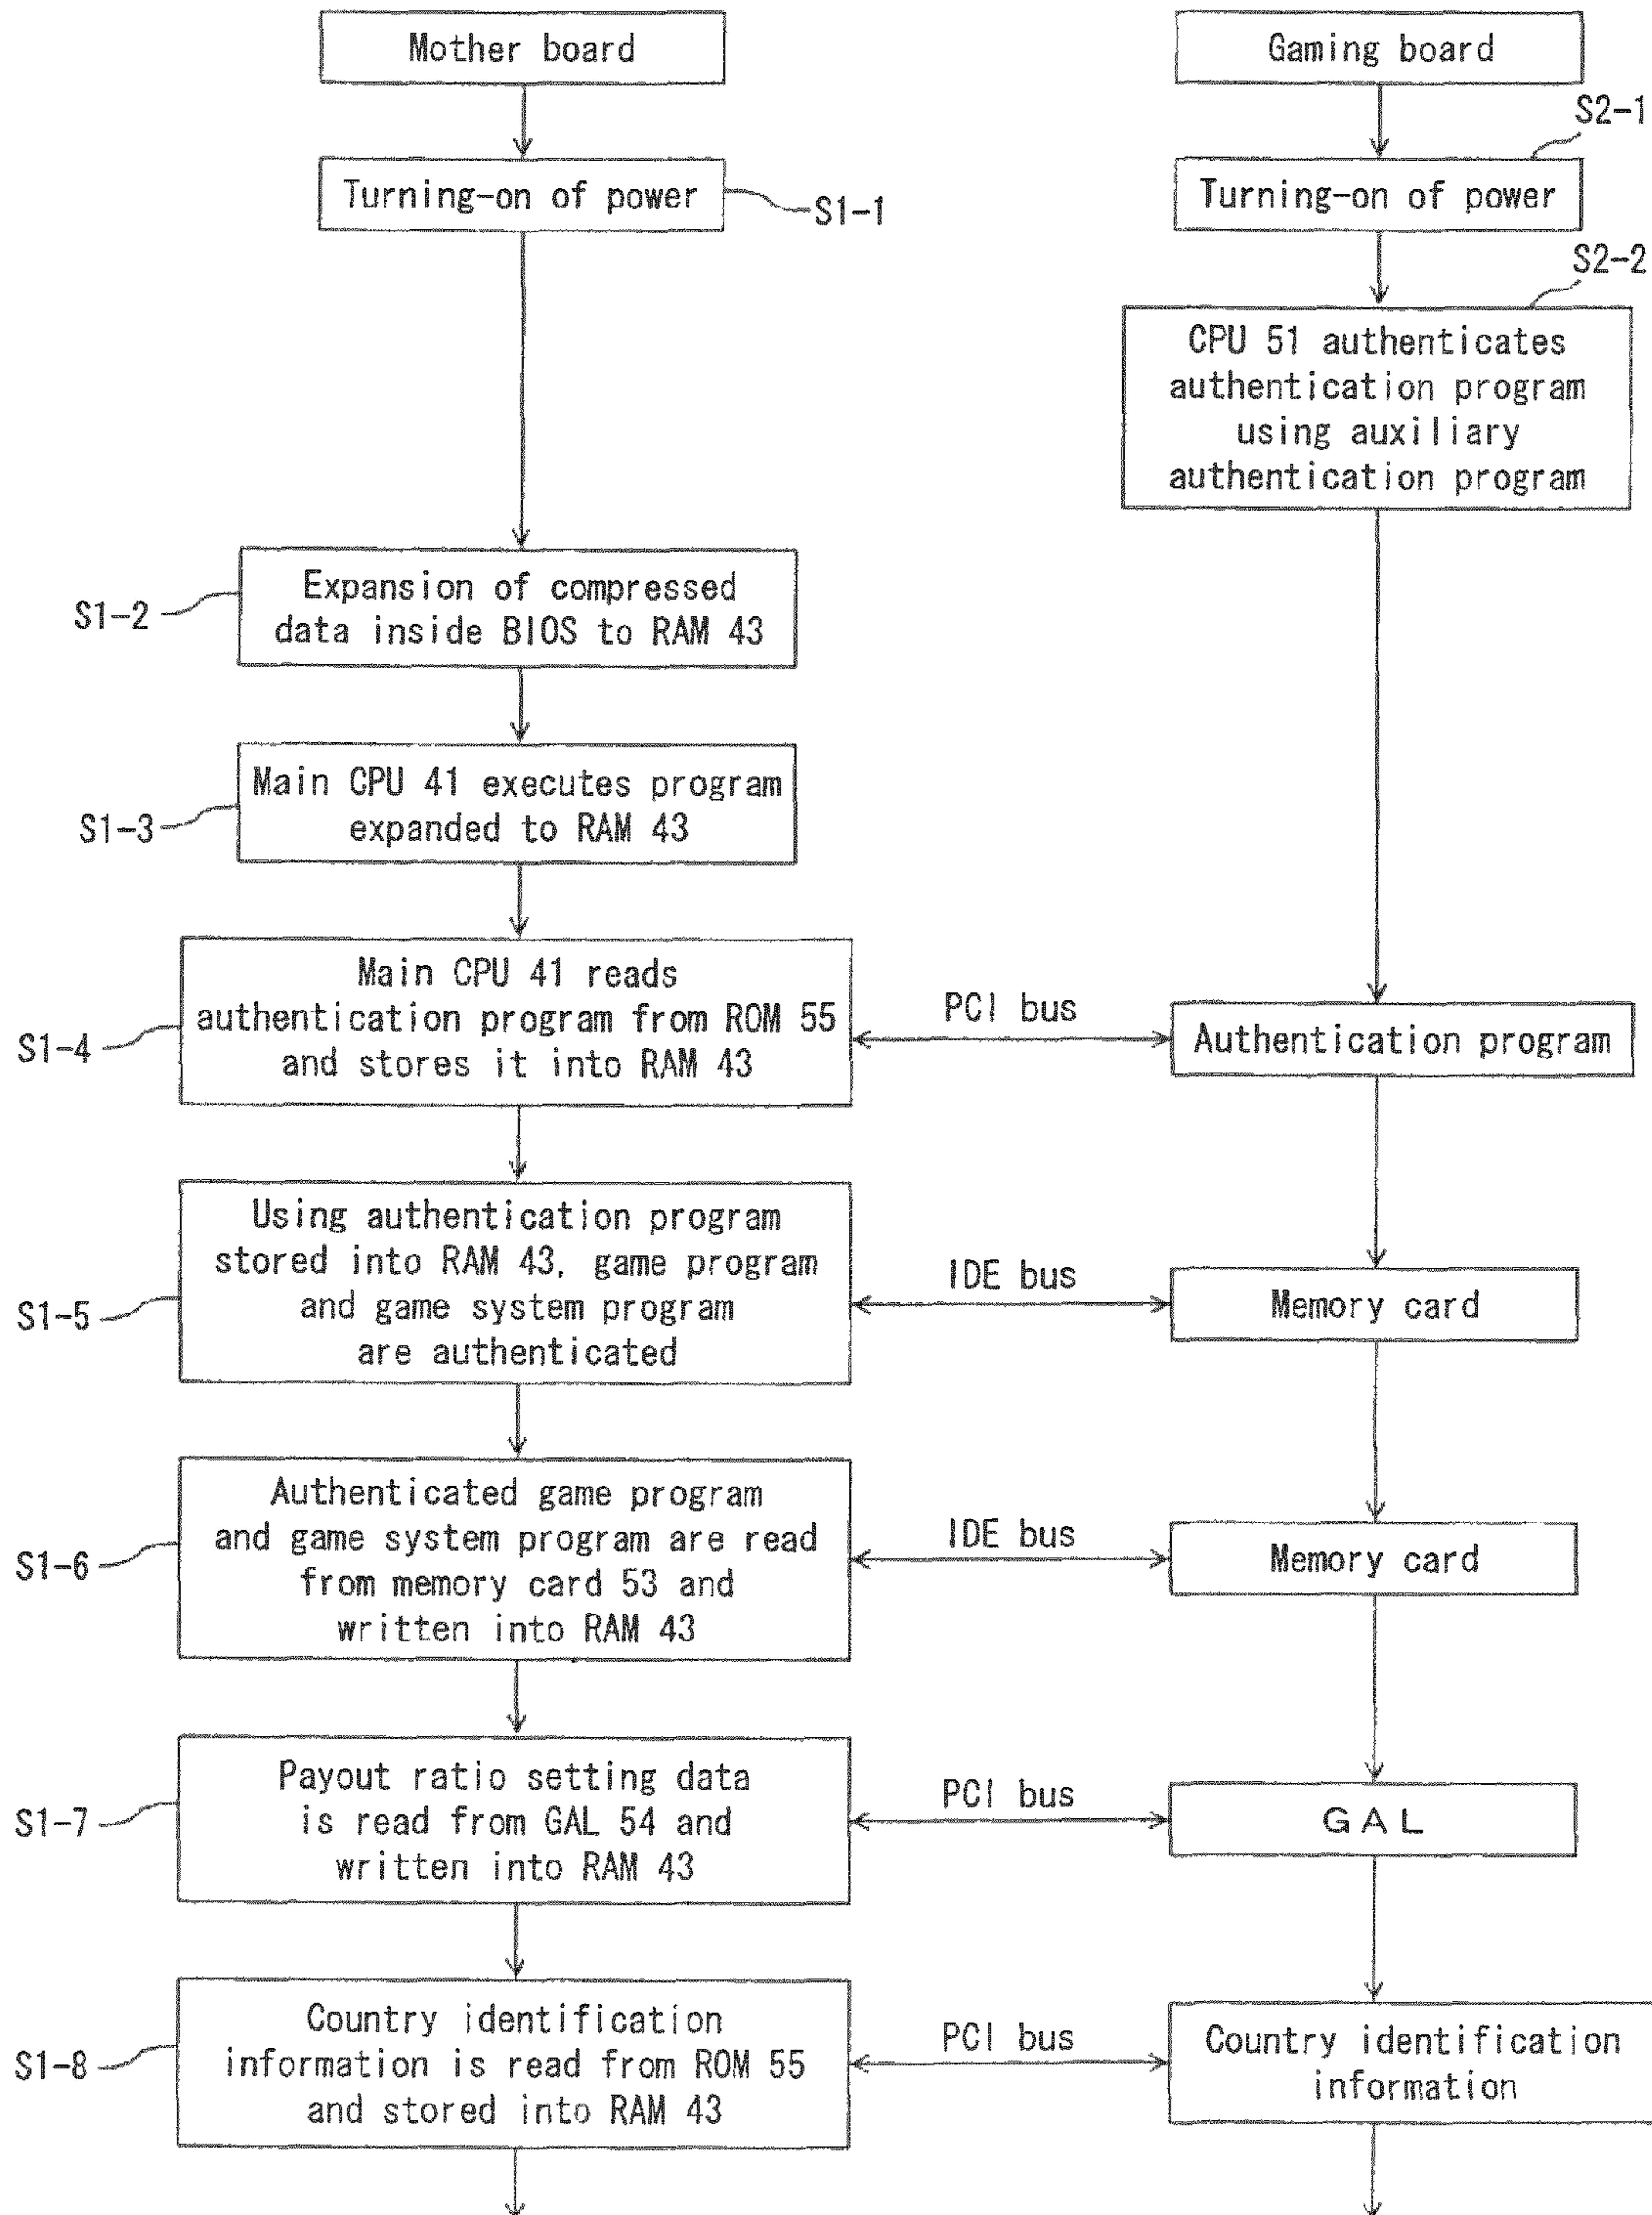 Mother board
Gaming board
S2-1
Turning-on of power
S1-1
Turning-on of power
S2-2
CPU 51 authenticates
authentication program
using auxiliary
authentication program
S1-2
Expansion of compressed
data inside BIOS to RAM 43
S1-3
Main CPU 41 executes program
expanded to RAM 43
S1-4
Main CPU 41 reads
authentication program from ROM 55
and stores it into RAM 43
PCI bus
Authentication program
S1-5
Using authentication program
stored into RAM 43, game program
and game system program
are authenticated
IDE bus
Memory card
S1-6
Authenticated game program
and game system program are read
from memory card 53 and
written into RAM 43
IDE bus
Memory card
S1-7
Payout ratio setting data
is read from GAL 54 and
written into RAM 43
PCI bus
GAL
S1-8
Country identification
information is read from ROM 55
and stored into RAM 43
PCI bus
Country identification
information